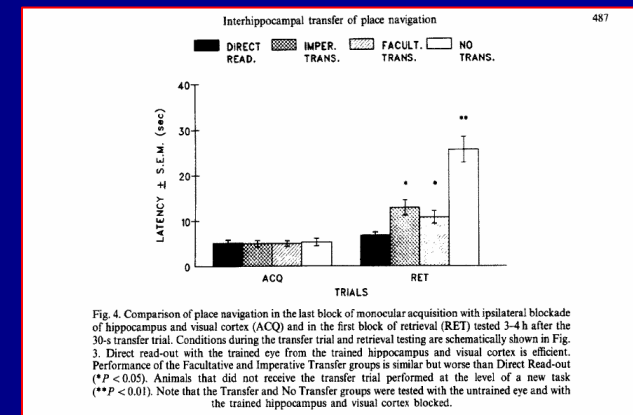 Interhippocampal transfer of place navigation 487
DIRECT READ. IMPER. TRANS. FACULT. TRANS. NO TRANS.
LATENCY ± S.E.M. (sec)
40
30
20
10
0
**
* *
ACQ RET
TRIALS
Fig. 4. Comparison of place navigation in the last block of monocular acquisition with ipsilateral blockade
of hippocampus and visual cortex (ACQ) and in the first block of retrieval (RET) tested 3–4 h after the
30-s transfer trial. Conditions during the transfer trial and retrieval testing are schematically shown in Fig.
3. Direct read-out with the trained eye from the trained hippocampus and visual cortex is efficient.
Performance of the Facultative and Imperative Transfer groups is similar but worse than Direct Read-out
(*P < 0.05). Animals that did not receive the transfer trial performed at the level of a new task
(**P < 0.01). Note that the Transfer and No Transfer groups were tested with the untrained eye and with
the trained hippocampus and visual cortex blocked.